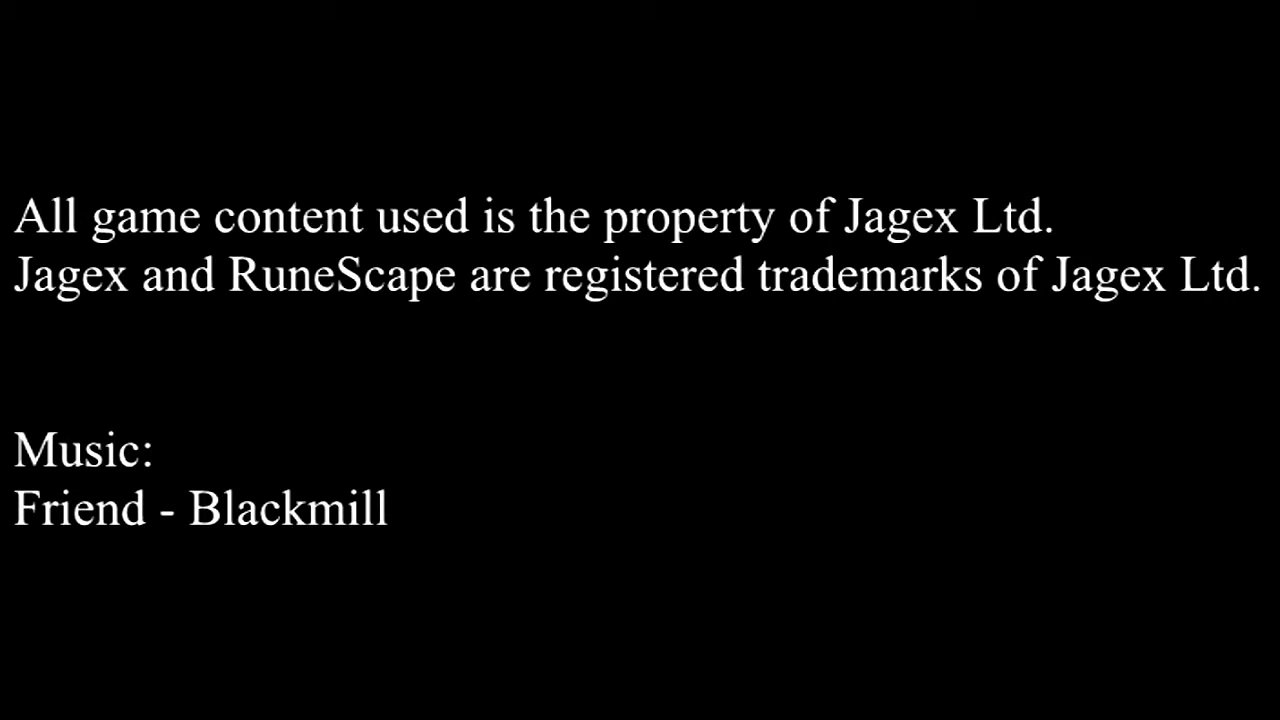 All game content used is the property of Jagex Ltd.
Jagex and RuneScape are registered trademarks of Jagex Ltd.
Music:
Friend - Blackmill